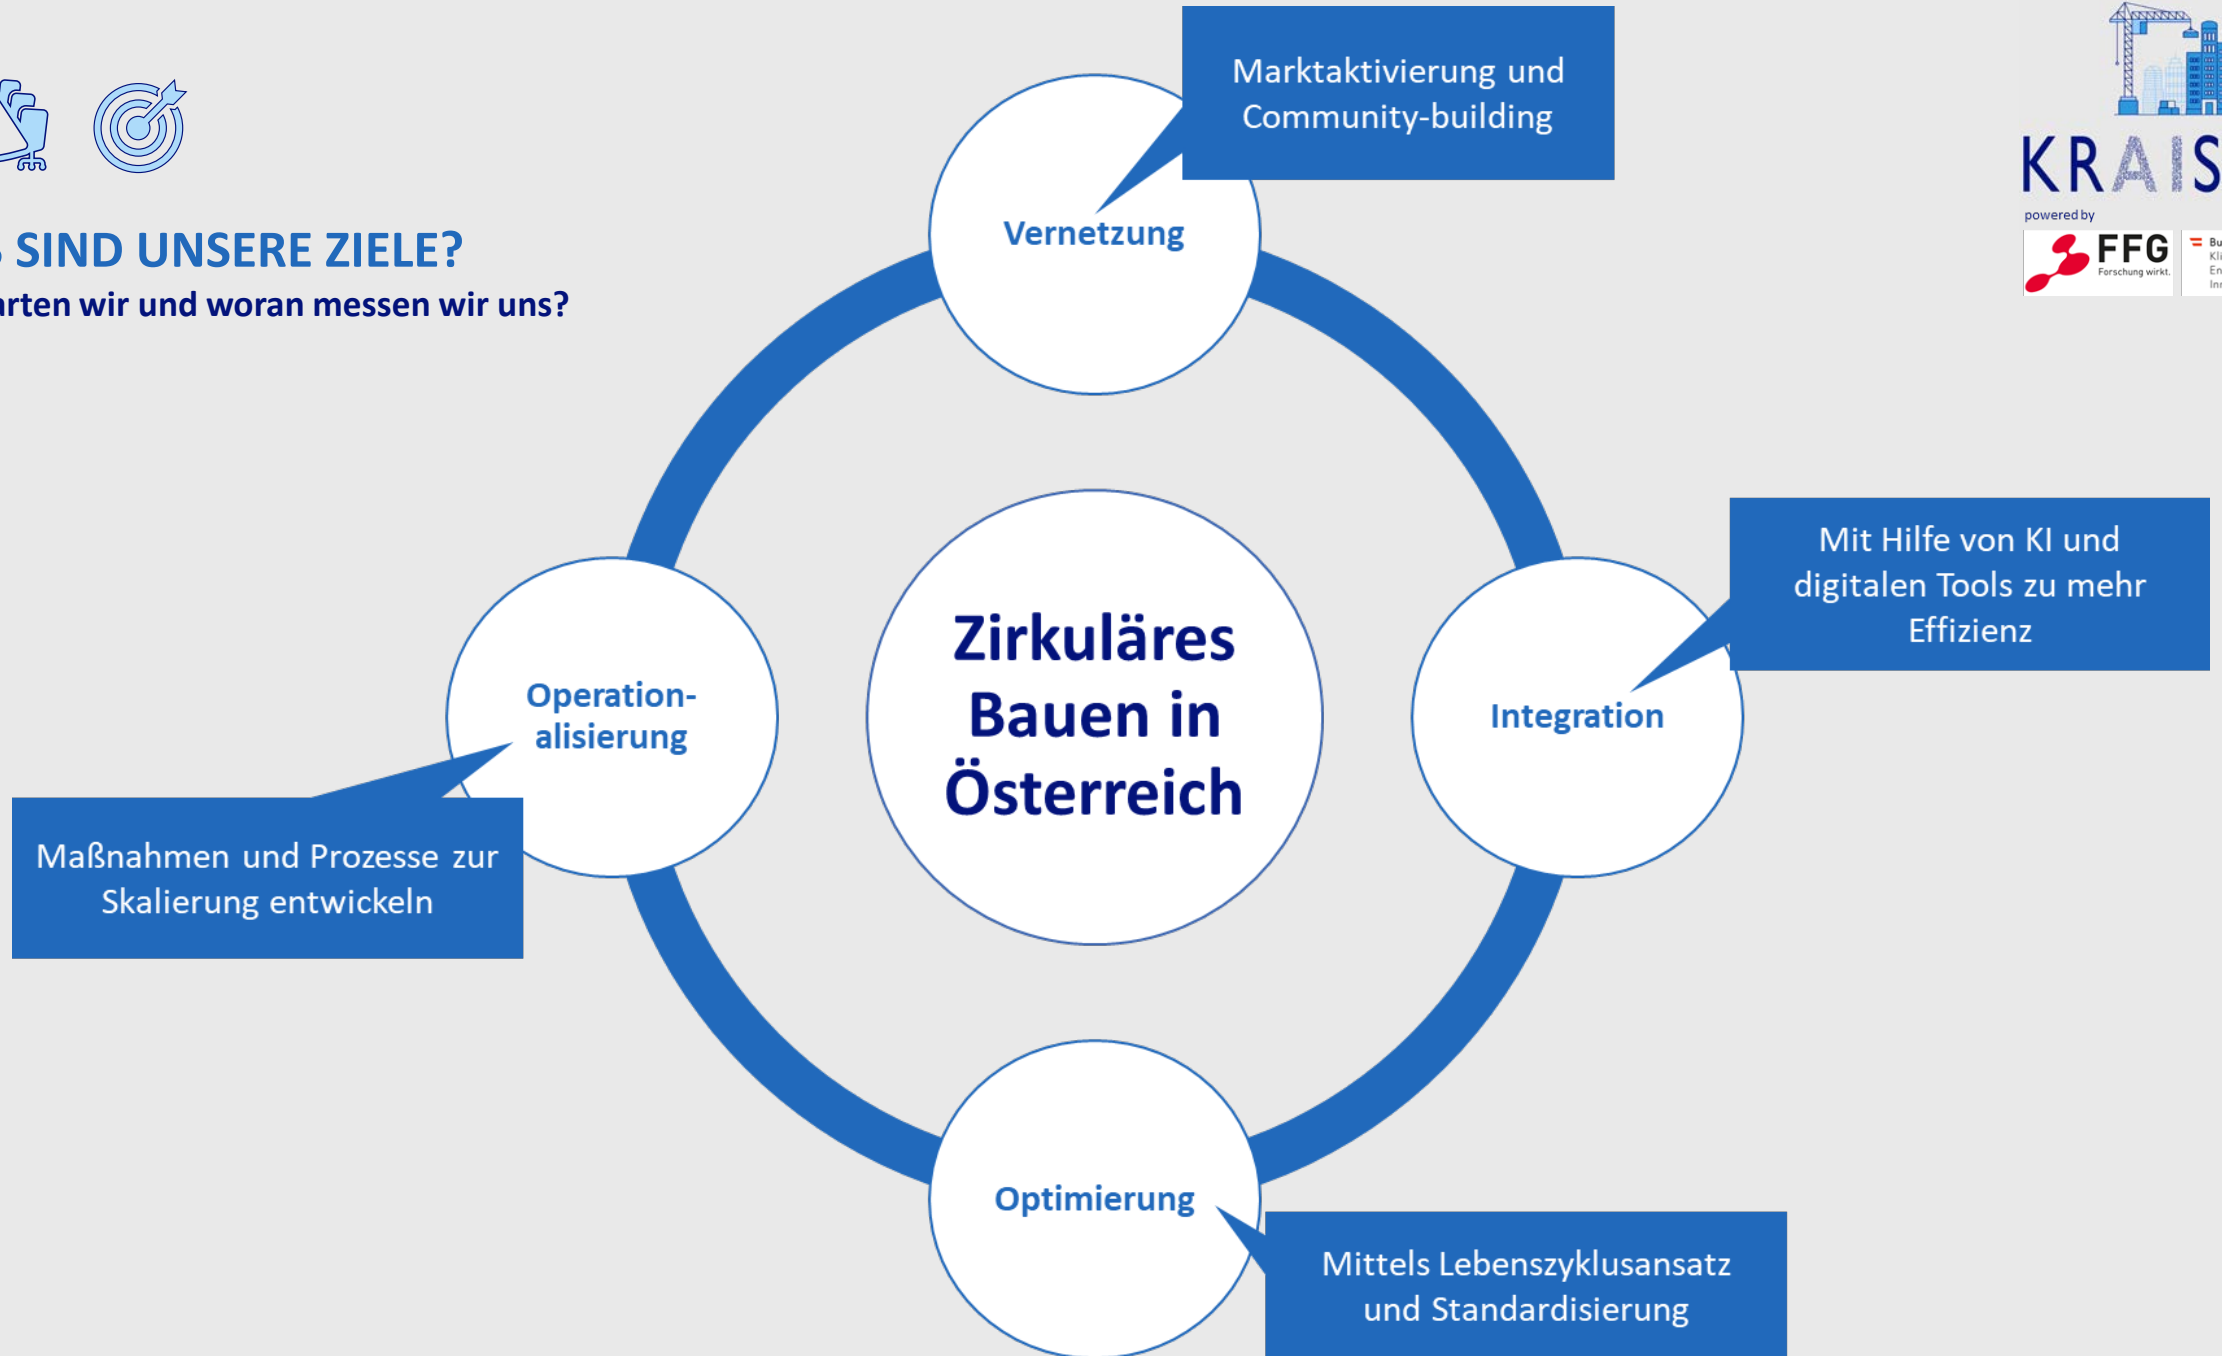 SIND UNSERE ZIELE?
wir und woran messen wir uns?
Marktaktivierung und
Community-building
Vernetzung
KRAIS
powered by
FFG
Forschung wirkt.
Mit Hilfe von KI und
digitalen Tools zu mehr
Effizienz
Integration
Zirkuläres
Bauen in
Österreich
Operation-
alisierung
Maßnahmen und Prozesse zur
Skalierung entwickeln
Optimierung
Mittels Lebenszyklusansatz
und Standardisierung